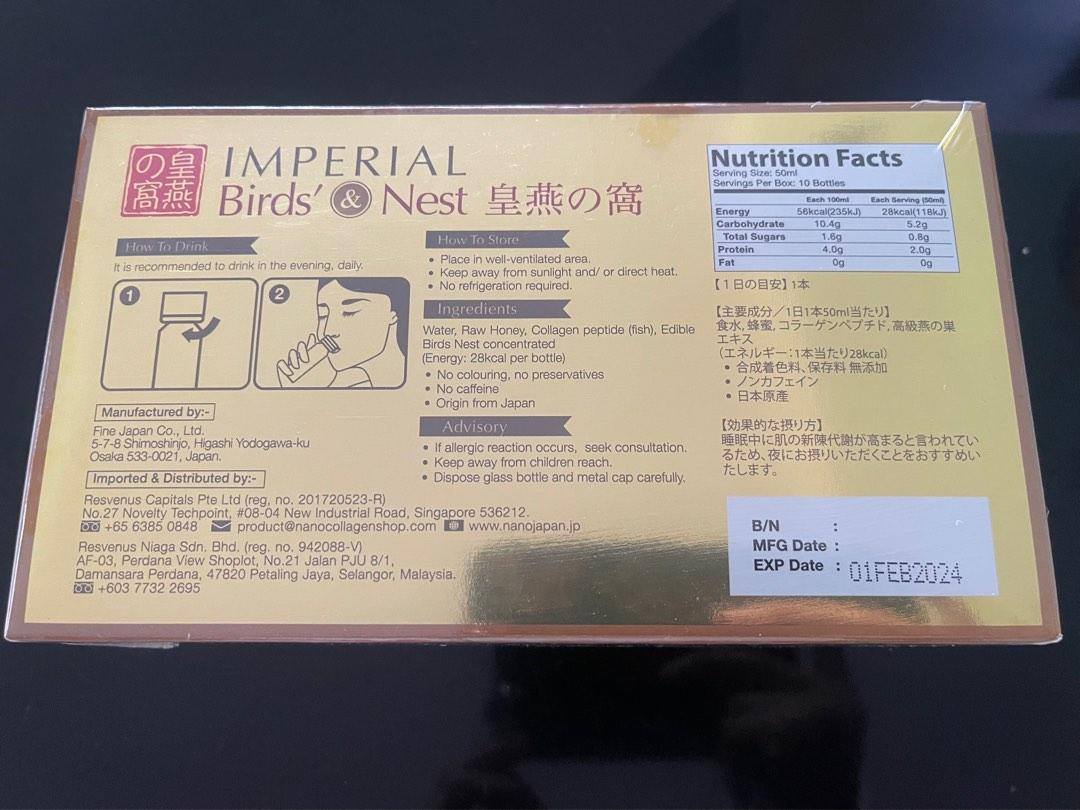 皇燕
の窩
IMPERIAL
Birds' & Nest 皇燕の窩
How To Drink
It is recommended to drink in the evening, daily.
1
2
Manufactured by:-
Fine Japan Co., Ltd.
5-7-8 Shimoshinjo, Higashi Yodogawa-ku
Osaka 533-0021, Japan.
Imported & Distributed by:-
Resvenus Capitals Pte Ltd (reg, no. 201720523-R)
No.27 Novelty Techpoint, #08-04 New Industrial Road, Singapore 536212.
+65 6385 0848 product@nanocollagenshop.com www.nanojapan.jp
Resvenus Niaga Sdn. Bhd. (reg. no. 942088-V)
AF-03, Perdana View Shoplot, No.21 Jalan PJU 8/1,
Damansara Perdana, 47820 Petaling Jaya, Selangor, Malaysia.
+603 7732 2695
How To Store
• Place in well-ventilated area.
• Keep away from sunlight and/ or direct heat.
• No refrigeration required.
Ingredients
Water, Raw Honey, Collagen peptide (fish), Edible
Birds Nest concentrated
(Energy: 28kcal per bottle)
• No colouring, no preservatives
• No caffeine
• Origin from Japan
Advisory
• If allergic reaction occurs, seek consultation.
• Keep away from children reach.
• Dispose glass bottle and metal cap carefully.
Nutrition Facts
Serving Size: 50ml
Servings Per Box: 10 Bottles
Each 100ml Each Serving (50ml)
Energy 56kcal(235kJ) 28kcal(118kJ)
Carbohydrate 10.4g 5.2g
Total Sugars 1.6g 0.8g
Protein 4.0g 2.0g
Fat 0g 0g
【1日の目安】1本
【主要成分／1日1本50ml当たり】
食水, 蜂蜜, コラーゲンペプチド, 高級燕の巣
エキス
（エネルギー：1本当たり28kcal）
• 合成着色料、保存料 無添加
• ノンカフェイン
• 日本原産
【効果的な摂り方】
睡眠中に肌の新陳代謝が高まると言われてい
るため、夜にお摂りいただくことをおすすめい
たします。
B/N :
MFG Date :
EXP Date : 01FEB2024